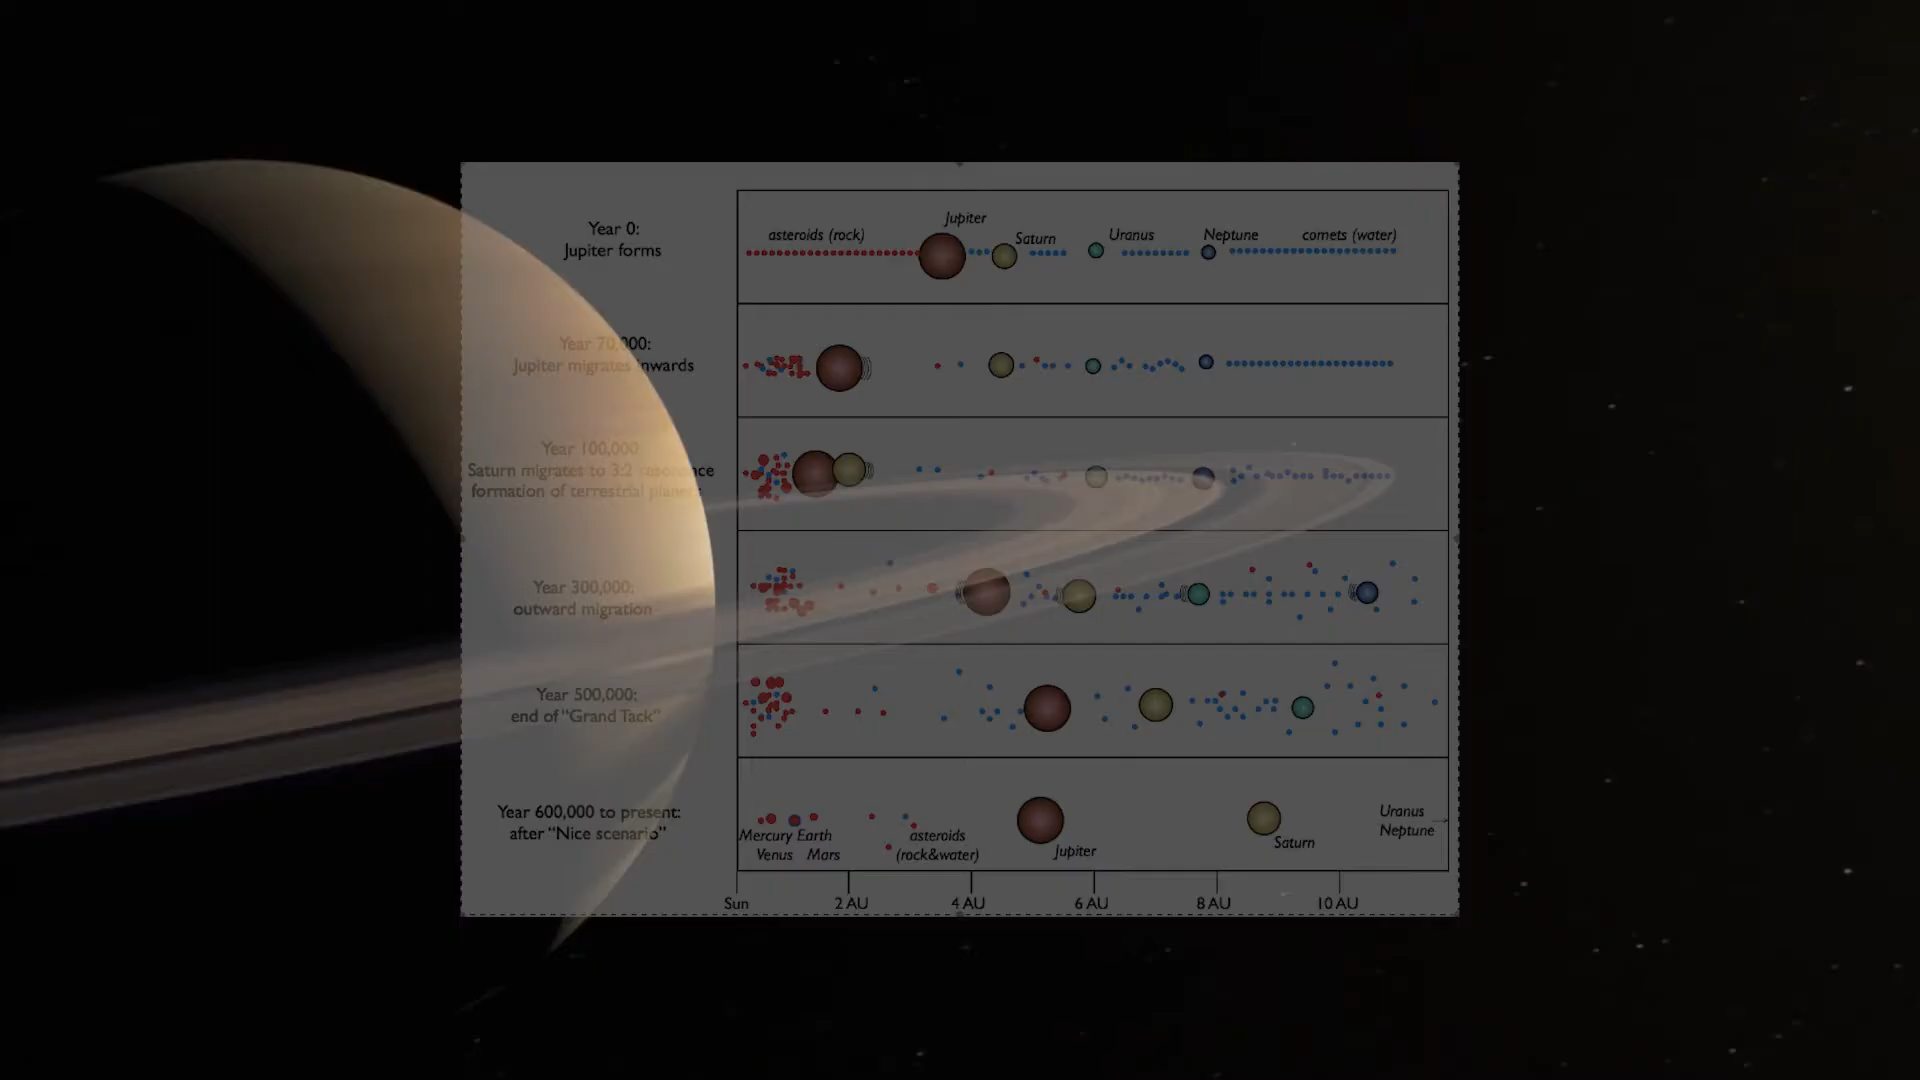 Year 0:
Jupiter forms
asteroids (rock)
Jupiter
Saturn
Uranus
Neptune
comets (water)
Year 70,000:
Jupiter migrates inwards
Year 100,000
Saturn migrates to 3:2 resonance
formation of terrestrial planets
Year 300,000:
outward migration
Year 500,000:
end of "Grand Tack"
Year 600,000 to present:
after "Nice scenario"
Mercury Earth
Venus Mars
asteroids
(rock&water)
Jupiter
Saturn
Uranus
Neptune
Sun 2 AU 4 AU 6 AU 8 AU 10 AU